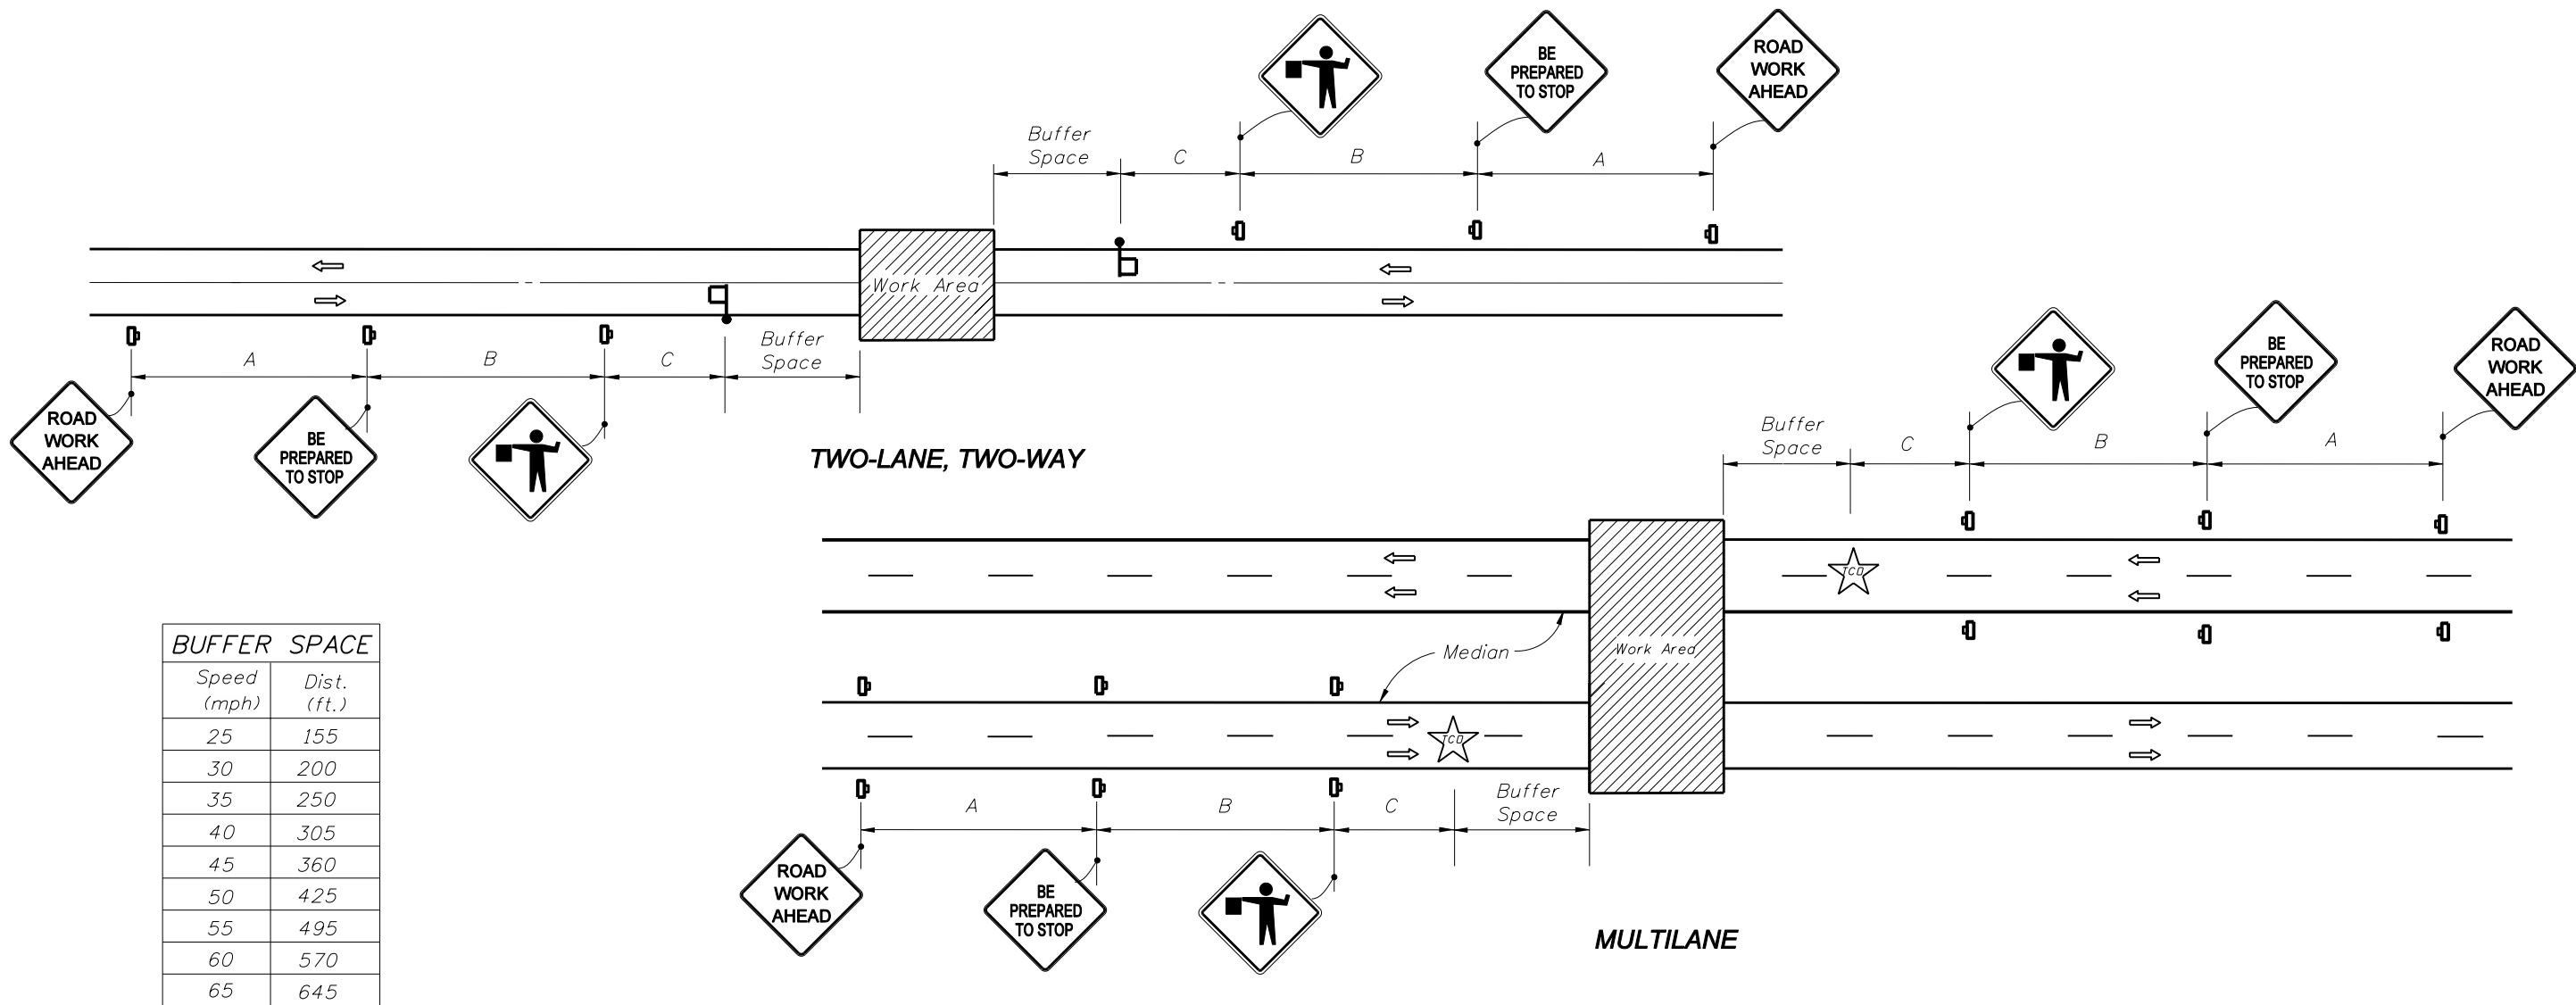 ROAD
WORK
AHEAD
BE
PREPARED
TO STOP
Buffer
Space
C
B
A
Work Area
A
B
C
Buffer
Space
ROAD
WORK
AHEAD
BE
PREPARED
TO STOP
TWO-LANE, TWO-WAY
BE
PREPARED
TO STOP
ROAD
WORK
AHEAD
Buffer
Space
C
B
A
TCO
Median
Work Area
TCO
A
B
C
Buffer
Space
ROAD
WORK
AHEAD
BE
PREPARED
TO STOP
MULTILANE
BUFFER SPACE
Speed
(mph)
Dist.
(ft.)
25 155
30 200
35 250
40 305
45 360
50 425
55 495
60 570
65 645